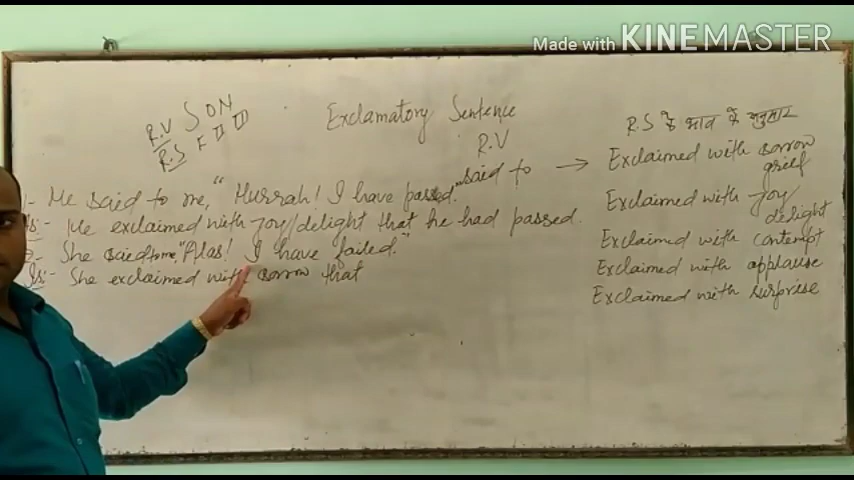 Made with KINEMASTER
Exclamatory Sentence
R.V SON
R.S F II III
R.V
R.S के भाव के अनुसार
said to → Exclaimed with sorrow
grief
He said to me, "Hurrah! I have passed."
Exclaimed with joy/
delight
He exclaimed with joy/delight that he had passed.
Exclaimed with contempt
She said to me, "Alas! I have failed."
Exclaimed with applause
She exclaimed with sorrow that
Exclaimed with surprise